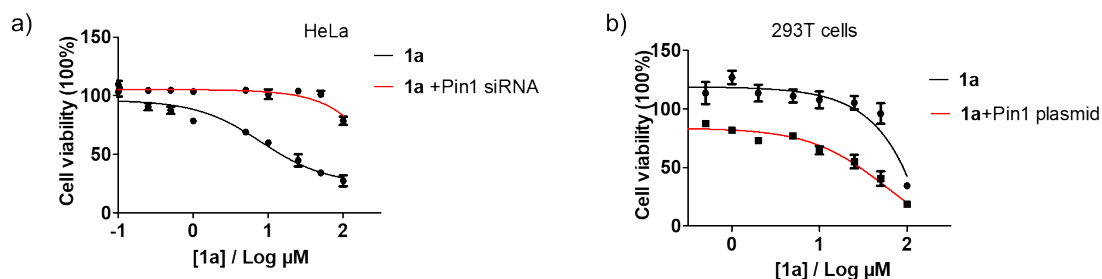 a)
HeLa
1a
1a +Pin1 siRNA
Cell viability (100%)
150
100
50
0
-1
0
1
2
[1a] / Log µM
b)
293T cells
1a
1a+Pin1 plasmid
Cell viability (100%)
150
100
50
0
0
1
2
[1a] / Log µM